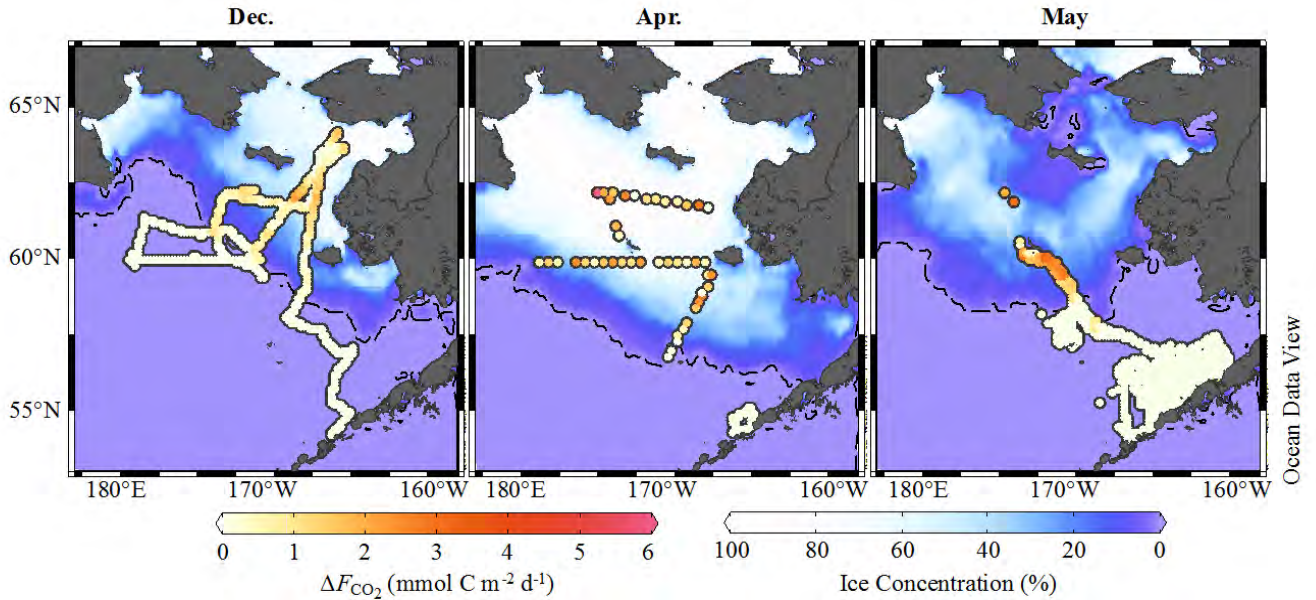 Dec. Apr. May
65°N
60°N
55°N
180°E 170°W 160°W 180°E 170°W 160°W 180°E 170°W 160°W
Ocean Data View
0 1 2 3 4 5 6 100 80 60 40 20 0
ΔF_CO₂ (mmol C m⁻² d⁻¹) Ice Concentration (%)